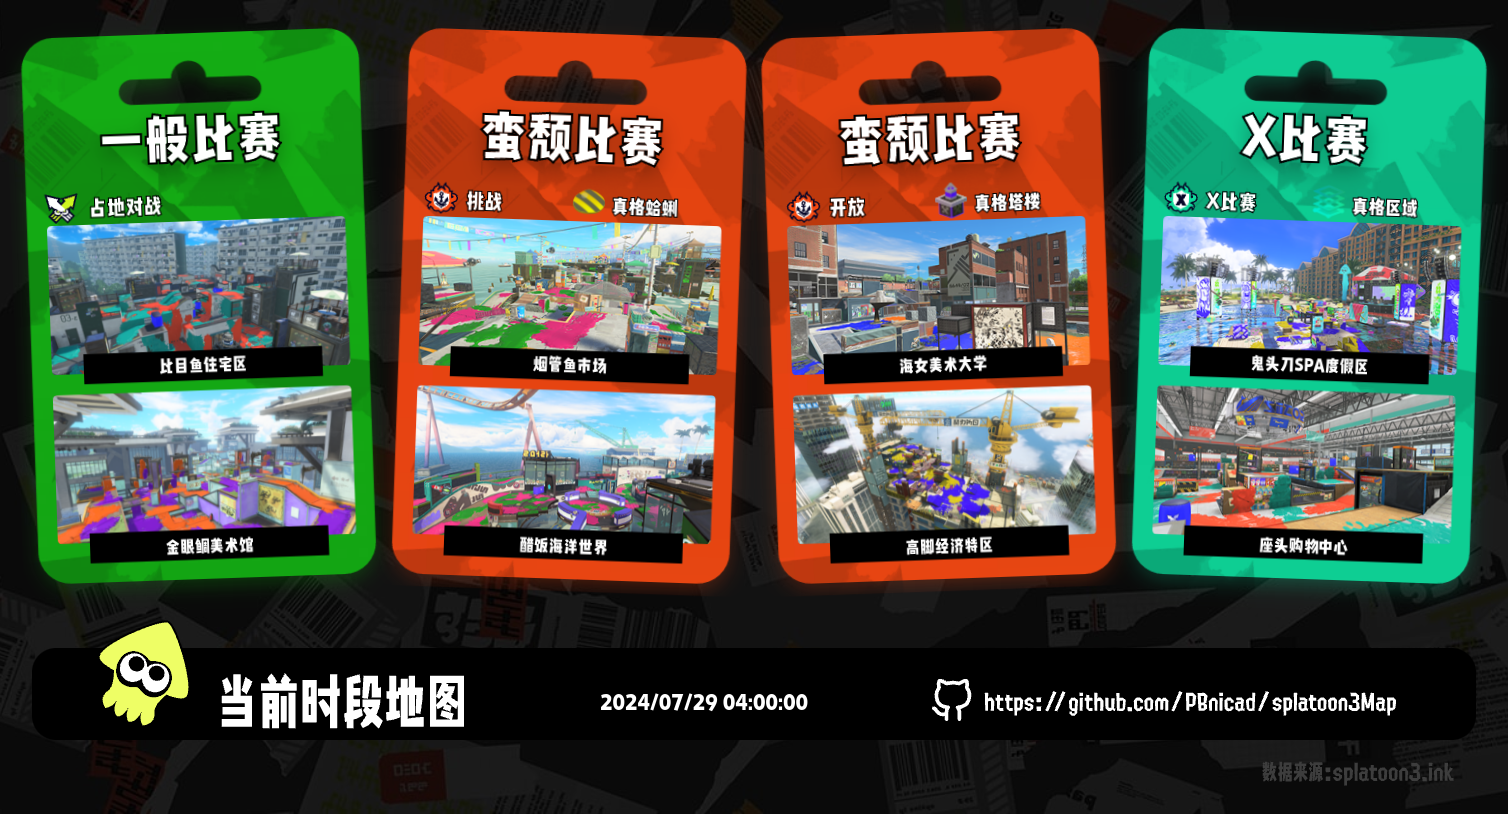 一般比赛
占地对战
比目鱼住宅区
金眼鲷美术馆
蛮颓比赛
挑战
真格蛤蜊
烟管鱼市场
醋饭海洋世界
蛮颓比赛
开放
真格塔楼
海女美术大学
高脚经济特区
X比赛
X比赛
真格区域
鬼头刀SPA度假区
座头购物中心
当前时段地图
2024/07/29 04:00:00
https://github.com/PBnicad/splatoon3Map
数据来源:splatoon3.ink